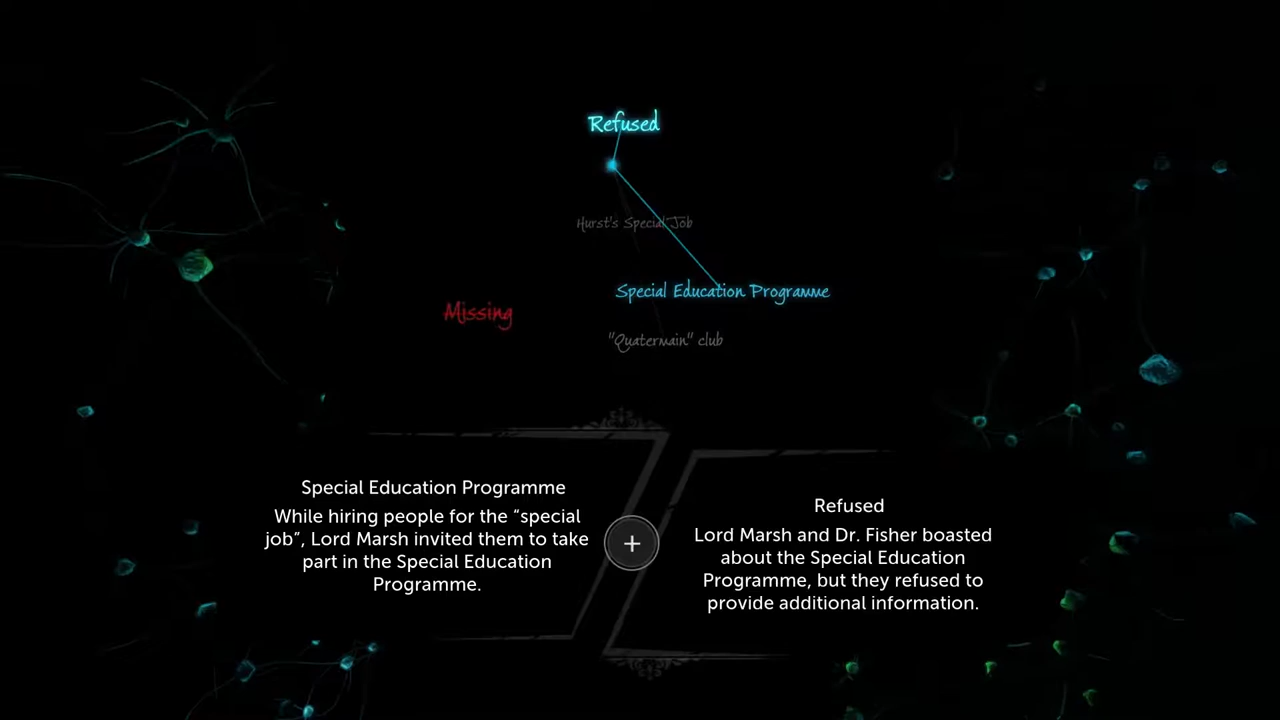 Refused
Hurst's Special Job
Special Education Programme
Missing
"Quatermain" club
Special Education Programme
While hiring people for the “special
job”, Lord Marsh invited them to take
part in the Special Education
Programme.
+
Refused
Lord Marsh and Dr. Fisher boasted
about the Special Education
Programme, but they refused to
provide additional information.